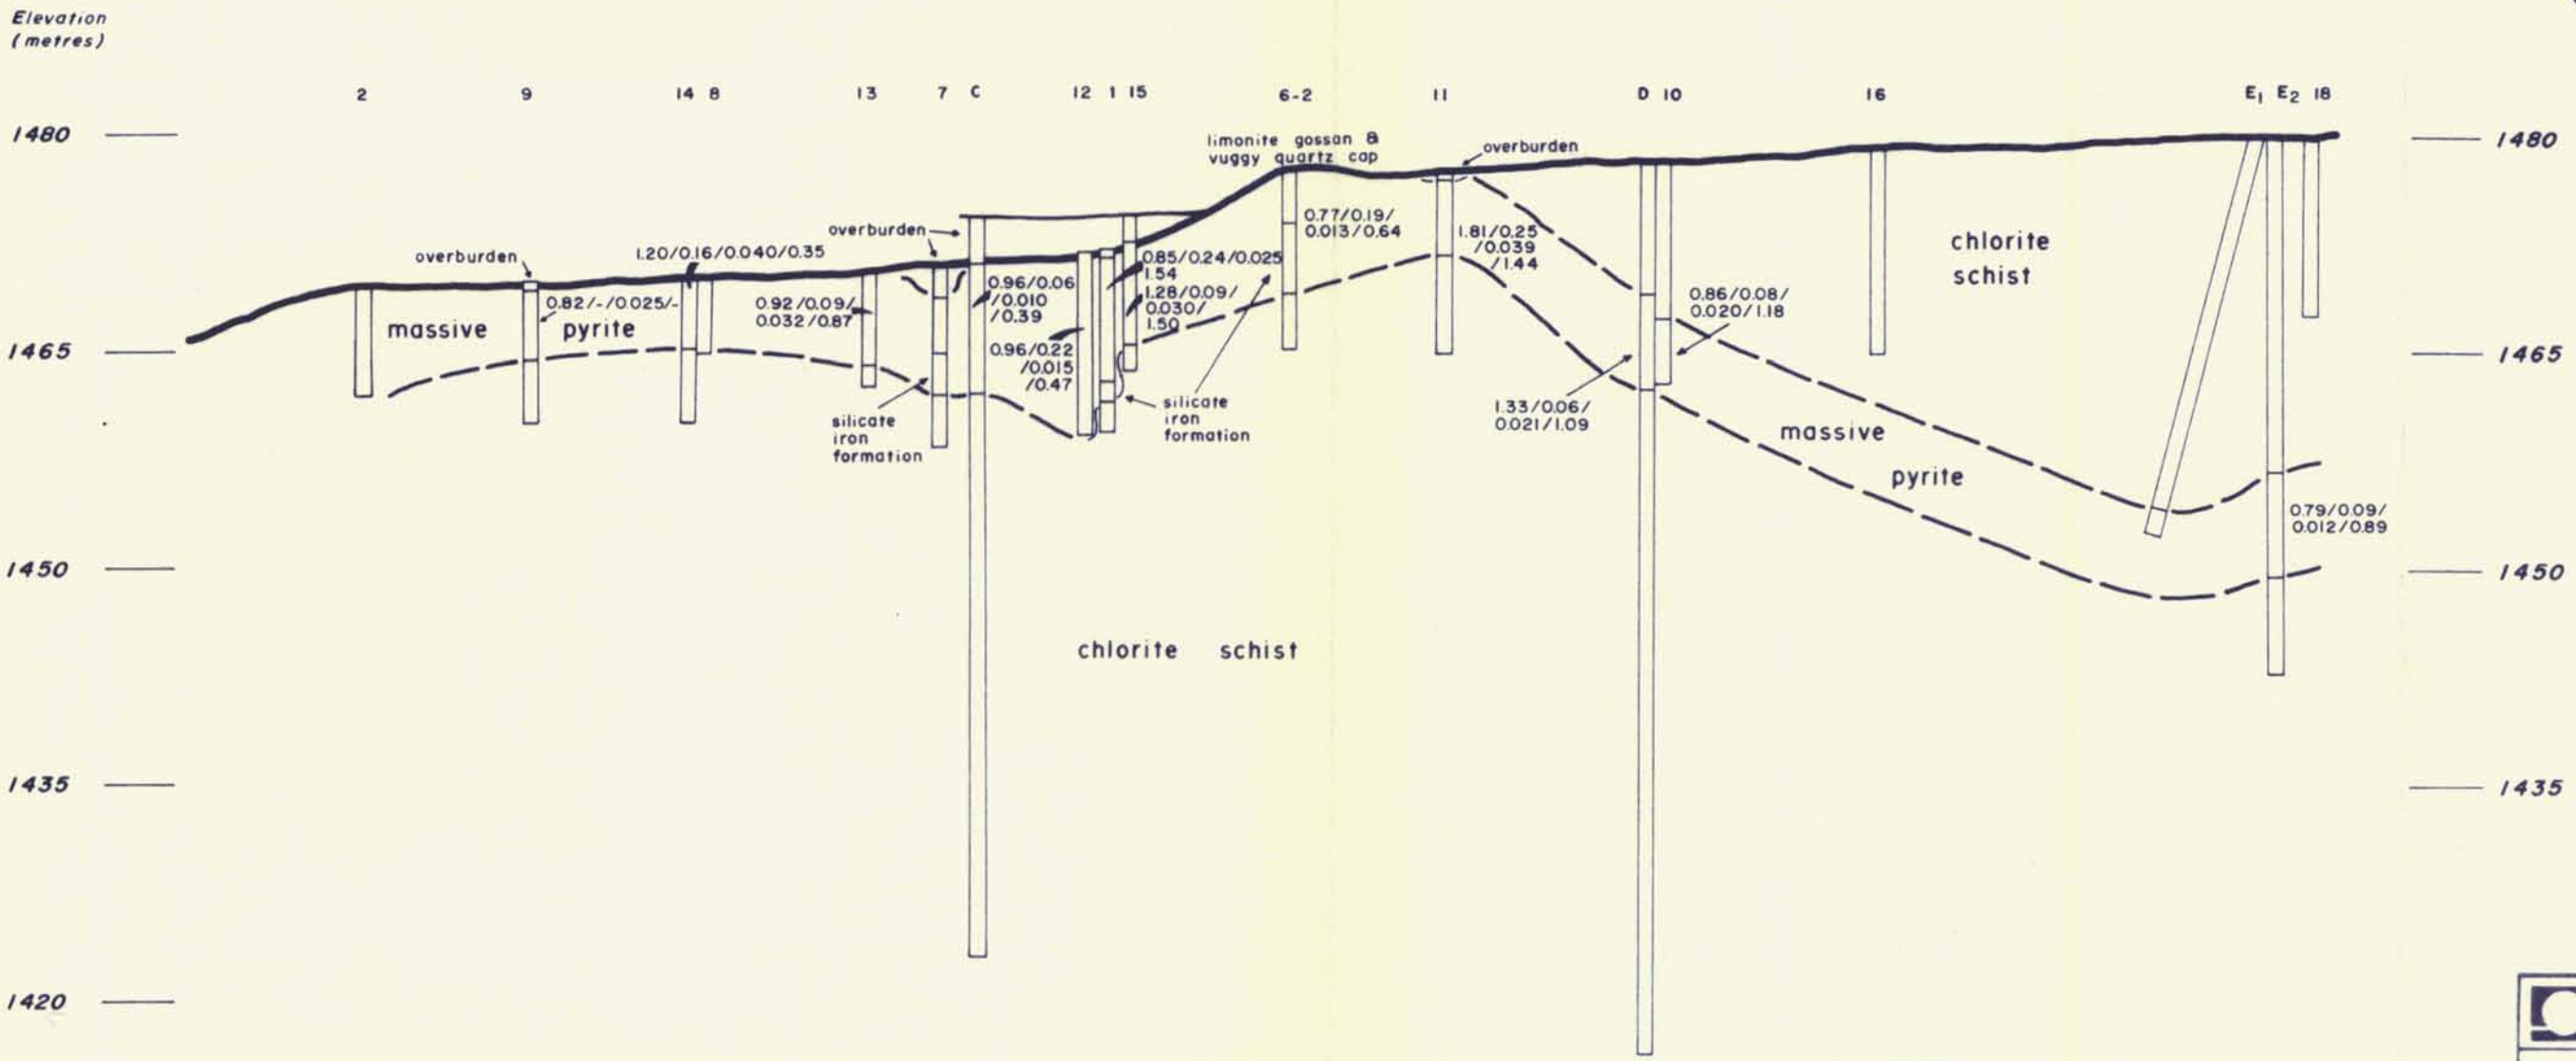 Elevation
(metres)
2 9 14 8 13 7 C 12 1 15 6-2 11 D 10 16 E₁ E₂ 18
1480
1480
limonite gossan &
vuggy quartz cap
overburden
overburden
1.20/0.16/0.040/0.35
overburden
0.77/0.19/
0.013/0.64
1.81/0.25
/0.039
/1.44
chlorite
schist
0.85/0.24/0.025
1.54
0.96/0.06
/0.010
/0.39
1.28/0.09/
0.030/
1.50
0.82/-/0.025/-
0.92/0.09/
0.032/0.87
0.86/0.08/
0.020/1.18
massive pyrite
1465
1465
0.96/0.22
/0.015
/0.47
silicate
iron
formation
silicate
iron
formation
1.33/0.06/
0.021/1.09
massive
pyrite
0.79/0.09/
0.012/0.89
1450
1450
chlorite schist
1435
1435
1420